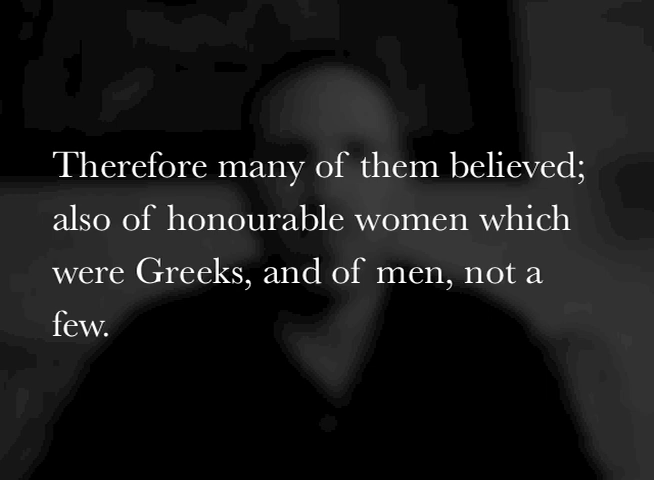 Therefore many of them believed;
also of honourable women which
were Greeks, and of men, not a
few.